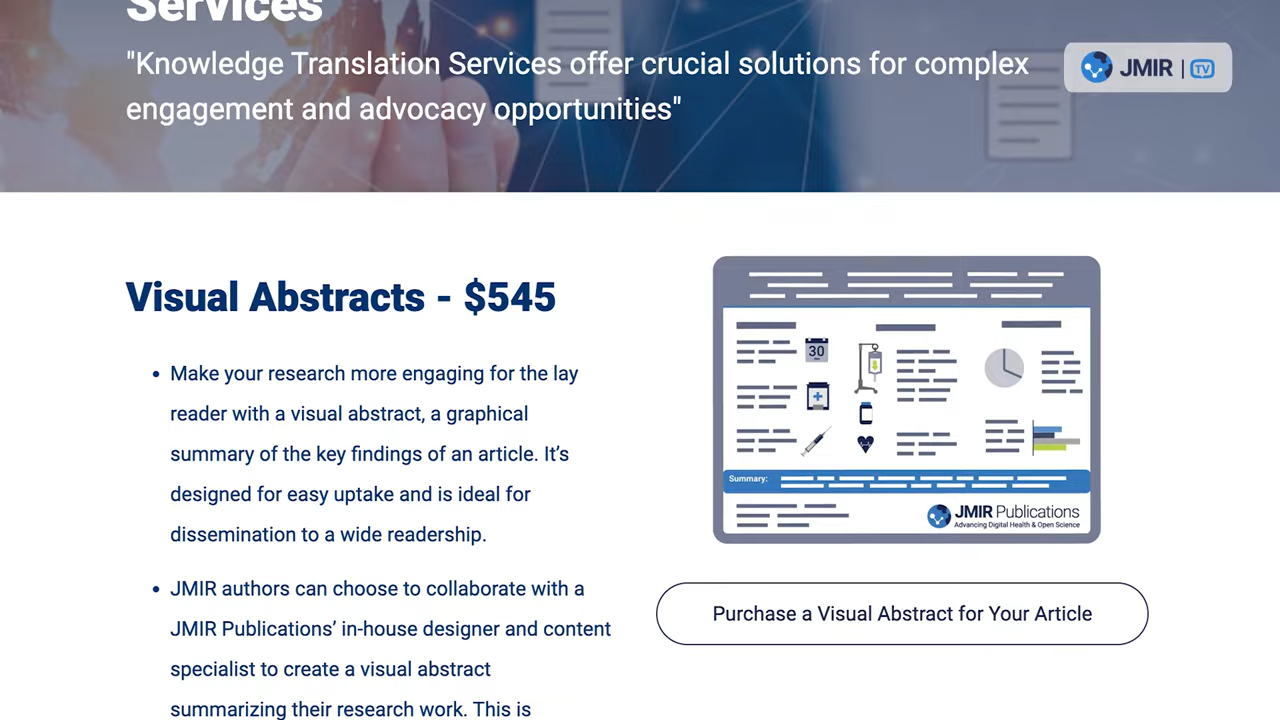 Services
"Knowledge Translation Services offer crucial solutions for complex
engagement and advocacy opportunities"
JMIR | TV
Visual Abstracts - $545
• Make your research more engaging for the lay
reader with a visual abstract, a graphical
summary of the key findings of an article. It’s
designed for easy uptake and is ideal for
dissemination to a wide readership.
• JMIR authors can choose to collaborate with a
JMIR Publications’ in-house designer and content
specialist to create a visual abstract
summarizing their research work. This is
30
Summary:
JMIR Publications
Advancing Digital Health & Open Science
Purchase a Visual Abstract for Your Article